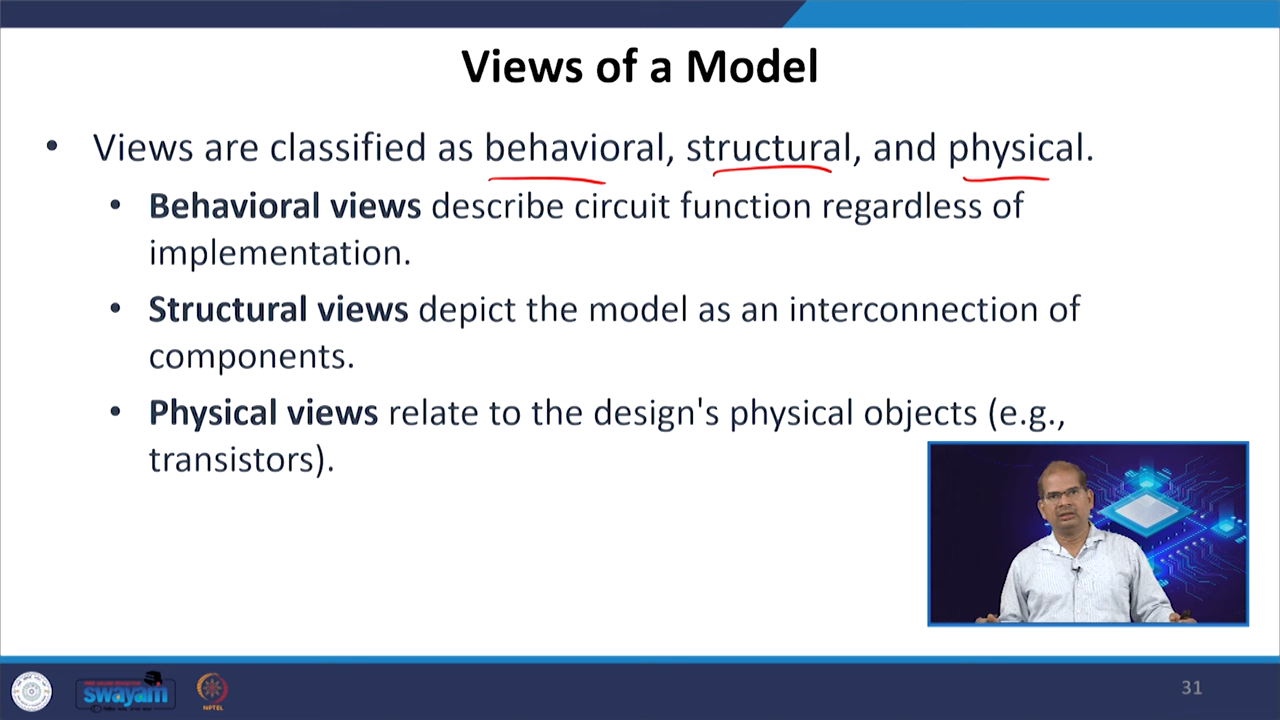 Views of a Model
• Views are classified as behavioral, structural, and physical.
• Behavioral views describe circuit function regardless of
implementation.
• Structural views depict the model as an interconnection of
components.
• Physical views relate to the design's physical objects (e.g.,
transistors).
swayam
NPTEL
31